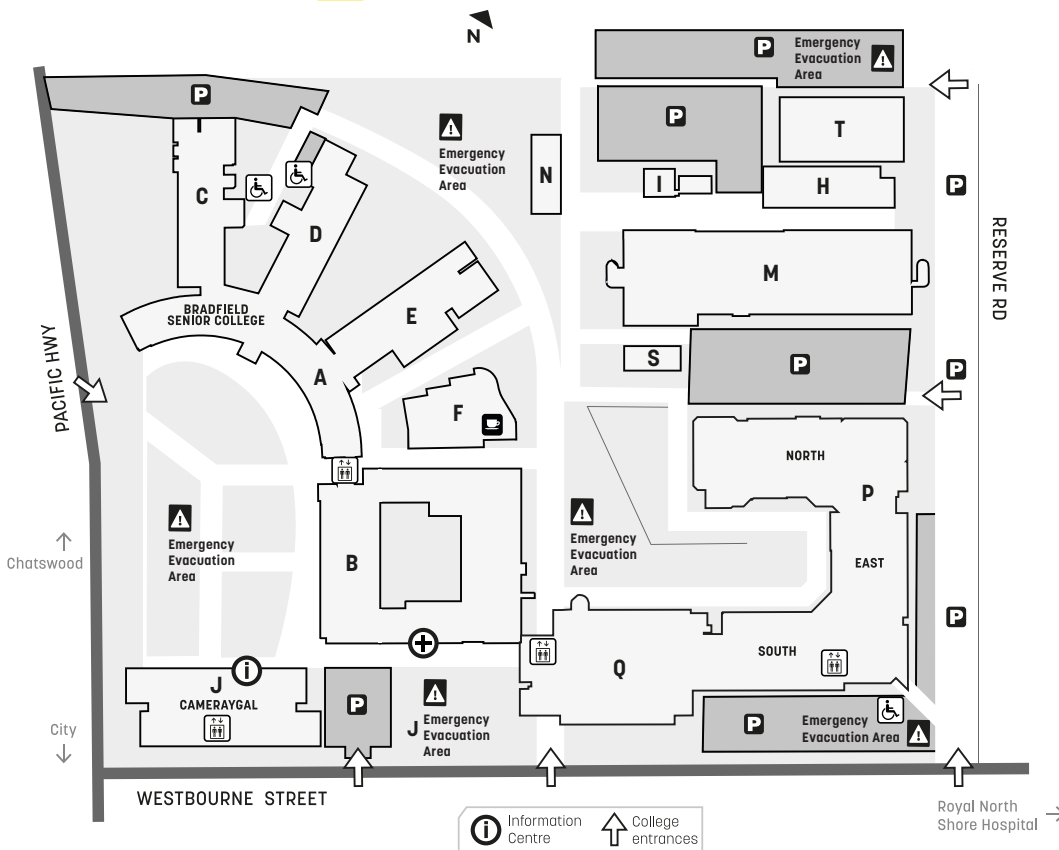 N
P
Emergency
Evacuation
Area
P
P
T
Emergency
Evacuation
Area
N
I
H
P
C
D
RESERVE RD
M
BRADFIELD
SENIOR COLLEGE
E
PACIFIC HWY
S
P
P
A
F
NORTH
P
Emergency
Evacuation
Area
Emergency
Evacuation
Area
Chatswood
B
EAST
P
Q
SOUTH
i
J
CAMERAYGAL
P
J
Emergency
Evacuation
Area
P
Emergency
Evacuation Area
City
WESTBOURNE STREET
Royal North
Shore Hospital
i
Information
Centre
College
entrances